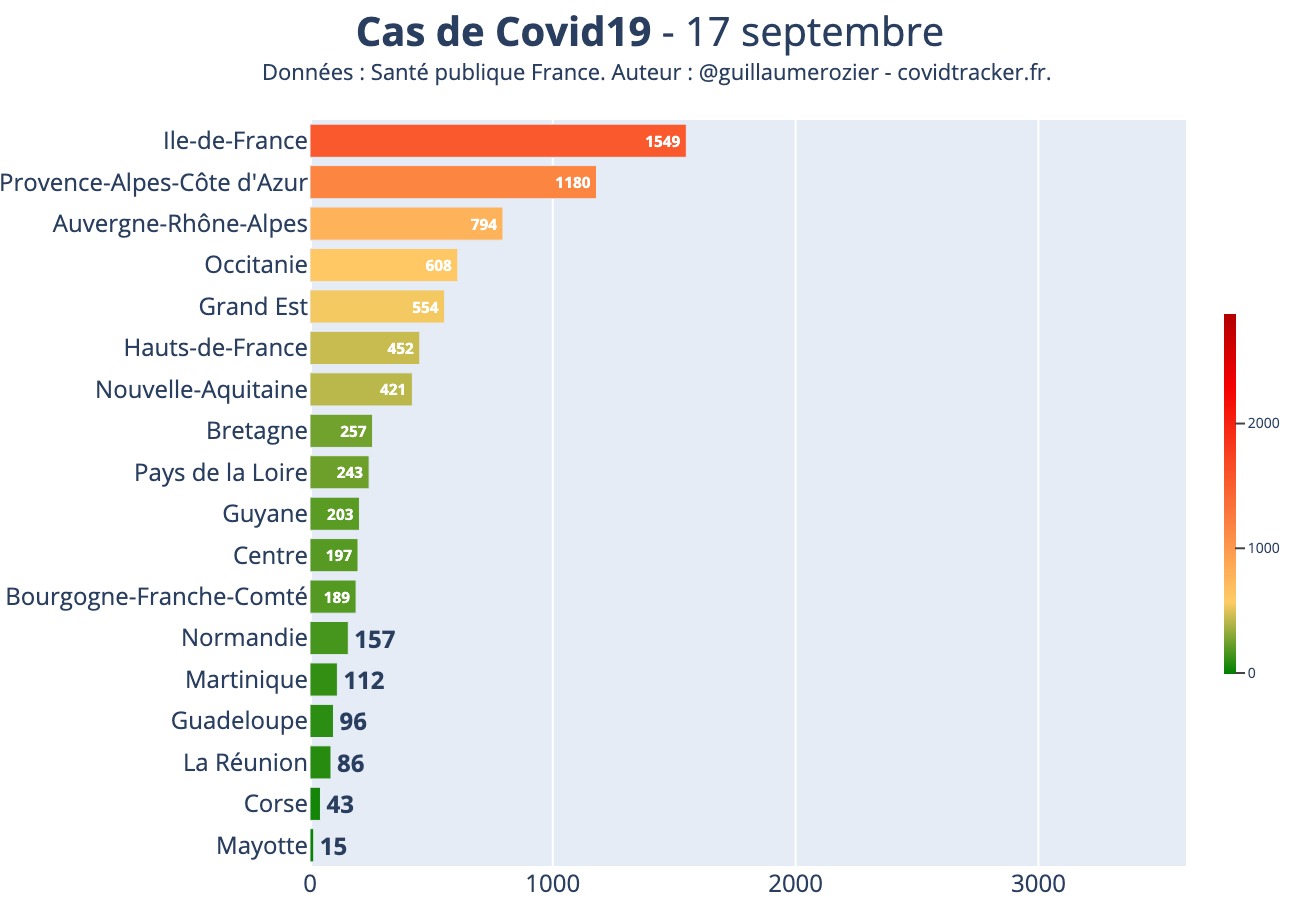 Cas de Covid19 - 17 septembre
Données : Santé publique France. Auteur : @guillaumerozier - covidtracker.fr.
Ile-de-France 1549
Provence-Alpes-Côte d'Azur 1180
Auvergne-Rhône-Alpes 794
Occitanie 608
Grand Est 554
Hauts-de-France 452
Nouvelle-Aquitaine 421
Bretagne 257
Pays de la Loire 243
Guyane 203
Centre 197
Bourgogne-Franche-Comté 189
Normandie 157
Martinique 112
Guadeloupe 96
La Réunion 86
Corse 43
Mayotte 15
0 1000 2000 3000
2000
1000
0